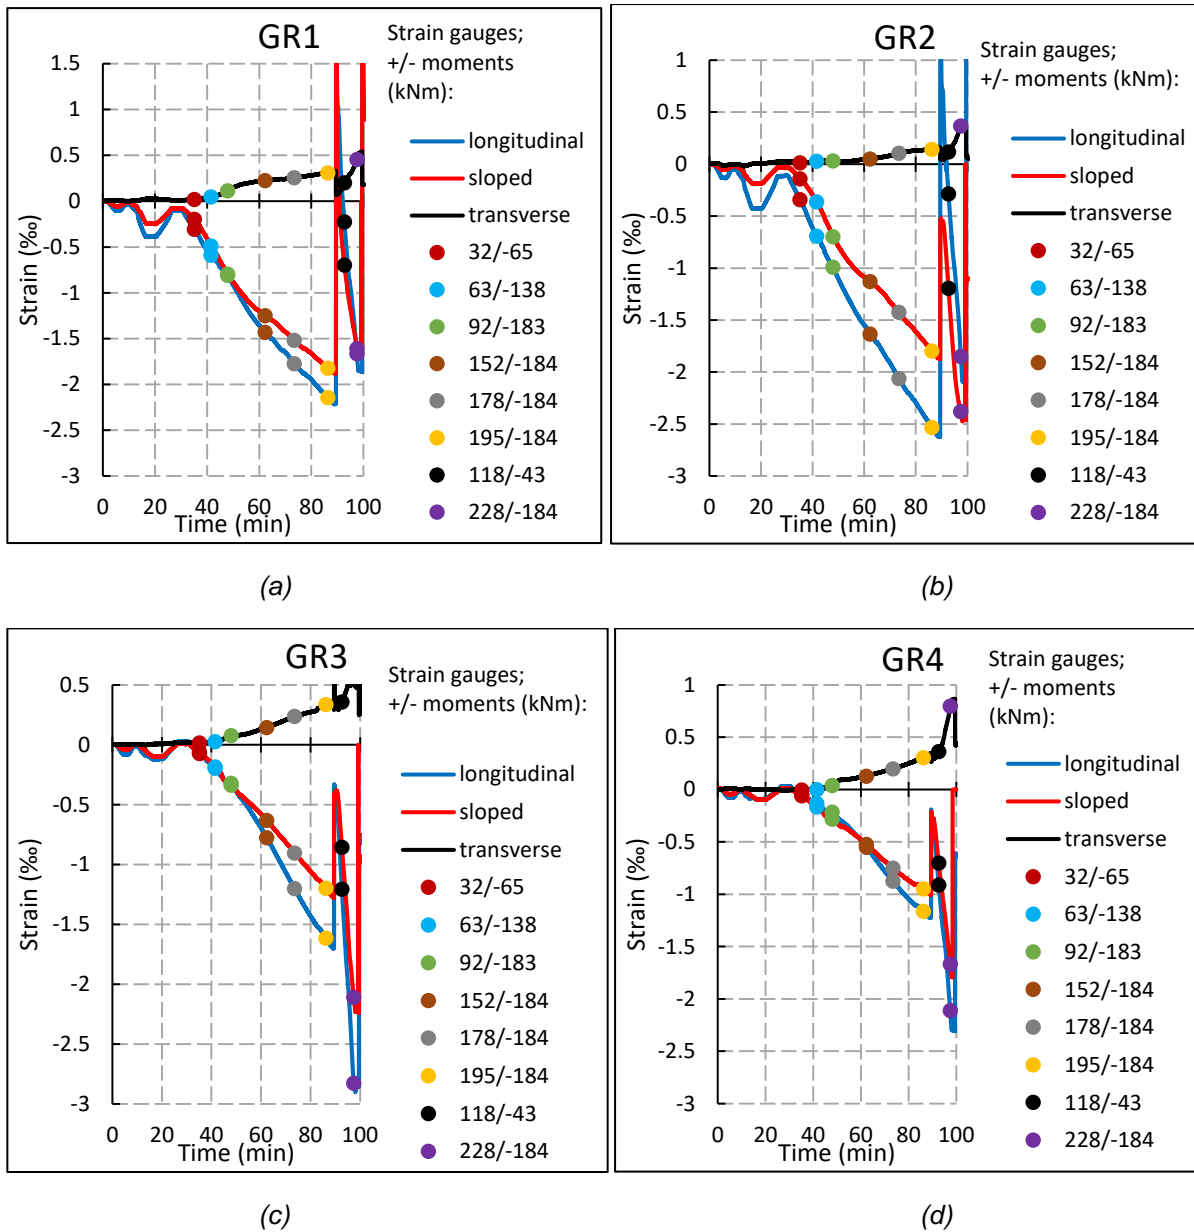 GR1
Strain gauges;
+/- moments
(kNm):
1.5
1
0.5
0
-0.5
-1
-1.5
-2
-2.5
-3
Strain (‰)
0 20 40 60 80 100
Time (min)
longitudinal
sloped
transverse
32/-65
63/-138
92/-183
152/-184
178/-184
195/-184
118/-43
228/-184
(a)
GR2
Strain gauges;
+/- moments (kNm):
1
0.5
0
-0.5
-1
-1.5
-2
-2.5
-3
Strain (‰)
0 20 40 60 80 100
Time (min)
longitudinal
sloped
transverse
32/-65
63/-138
92/-183
152/-184
178/-184
195/-184
118/-43
228/-184
(b)
GR3
Strain gauges;
+/- moments (kNm):
0.5
0
-0.5
-1
-1.5
-2
-2.5
-3
Strain (‰)
0 20 40 60 80 100
Time (min)
longitudinal
sloped
transverse
32/-65
63/-138
92/-183
152/-184
178/-184
195/-184
118/-43
228/-184
(c)
GR4
Strain gauges;
+/- moments
(kNm):
1
0.5
0
-0.5
-1
-1.5
-2
-2.5
-3
Strain (‰)
0 20 40 60 80 100
Time (min)
longitudinal
sloped
transverse
32/-65
63/-138
92/-183
152/-184
178/-184
195/-184
118/-43
228/-184
(d)